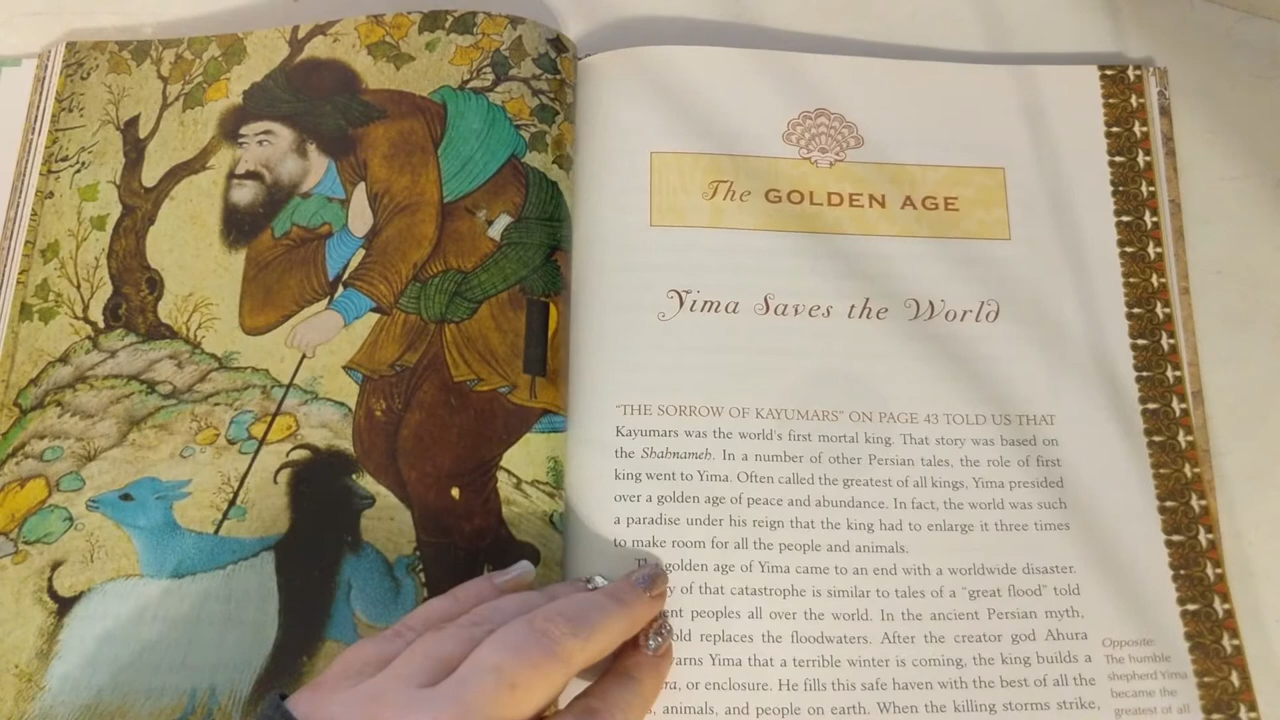 The GOLDEN AGE
Yima Saves the World
“THE SORROW OF KAYUMARS” ON PAGE 43 TOLD US THAT
Kayumars was the world's first mortal king. That story was based on
the Shahnameh. In a number of other Persian tales, the role of first
king went to Yima. Often called the greatest of all kings, Yima presided
over a golden age of peace and abundance. In fact, the world was such
a paradise under his reign that the king had to enlarge it three times
to make room for all the people and animals.
golden age of Yima came to an end with a worldwide disaster.
of that catastrophe is similar to tales of a “great flood” told
peoples all over the world. In the ancient Persian myth,
replaces the floodwaters. After the creator god Ahura
Yima that a terrible winter is coming, the king builds a
or enclosure. He fills this safe haven with the best of all the
animals, and people on earth. When the killing storms strike,
Opposite:
The humble
shepherd Yima
became the
greatest of all